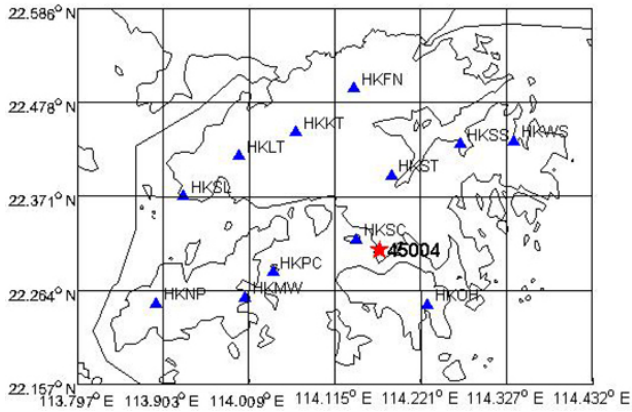 22.586° N
HKFN
22.478° N
HKKT
HKSS HKWS
HKLT
HKST
22.371° N
HKSL
HKSC
45004
HKPC
22.264° N
HKNP HKMW HKOH
22.157° N
113.797° E 113.903° E 114.009° E 114.115° E 114.221° E 114.327° E 114.432° E